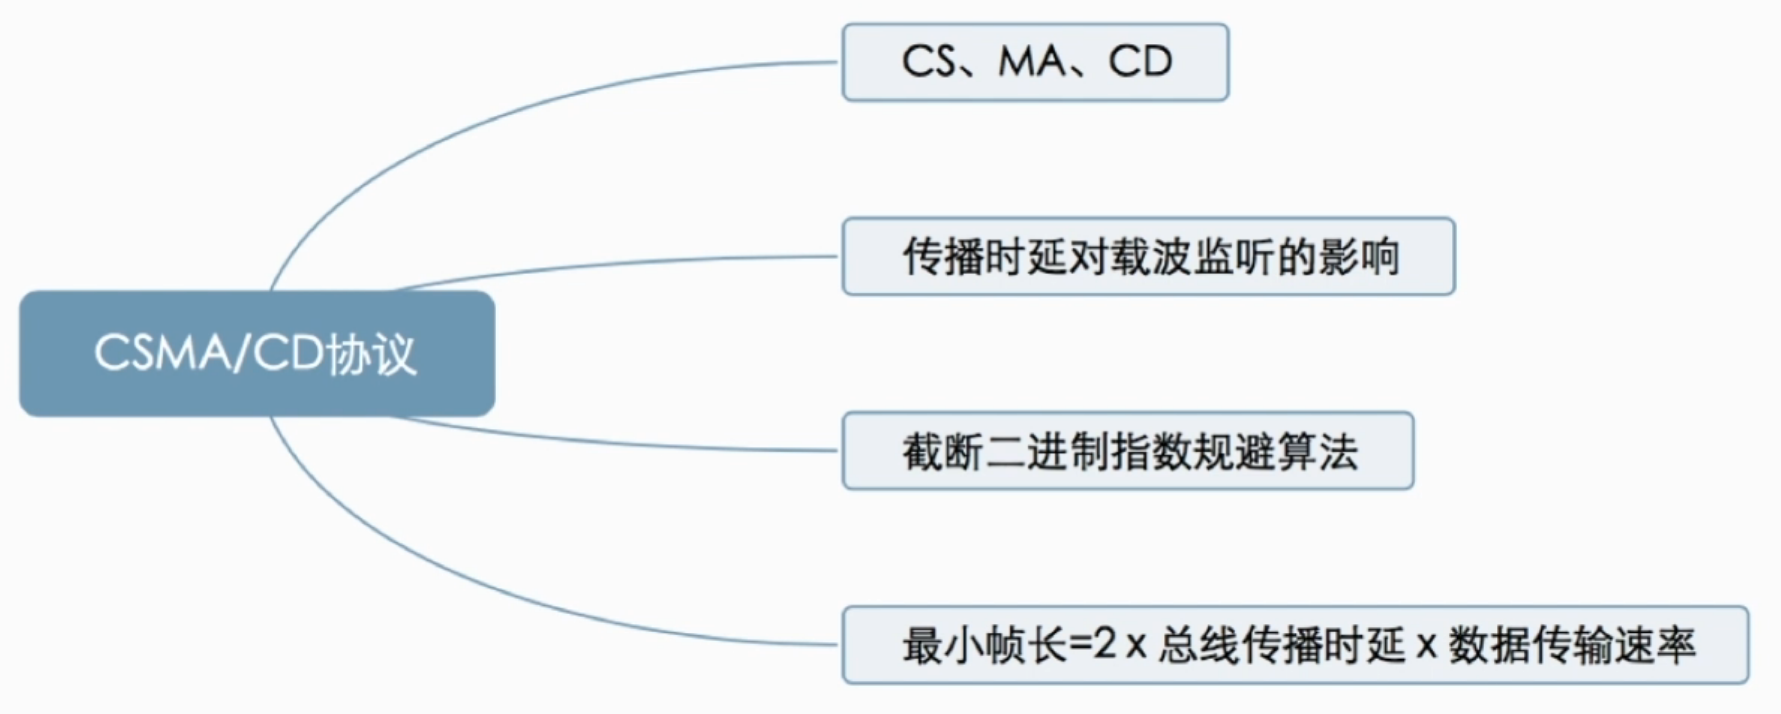 CS、MA、CD
传播时延对载波监听的影响
CSMA/CD协议
截断二进制指数规避算法
最小帧长=2 x 总线传播时延 x 数据传输速率